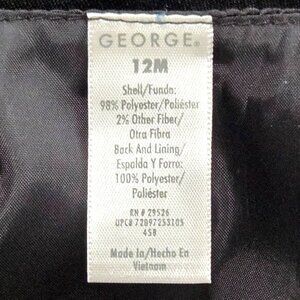 GEORGE.
12M
Shell/Funda:
98% Polyester/Poliéster
2% Other Fiber/
Otra Fibra
Back And Lining/
Espalda Y Forro:
100% Polyester/
Poliéster
RN # 29526
UPC# 72097253105
458
Made In/Hecho En
Vietnam